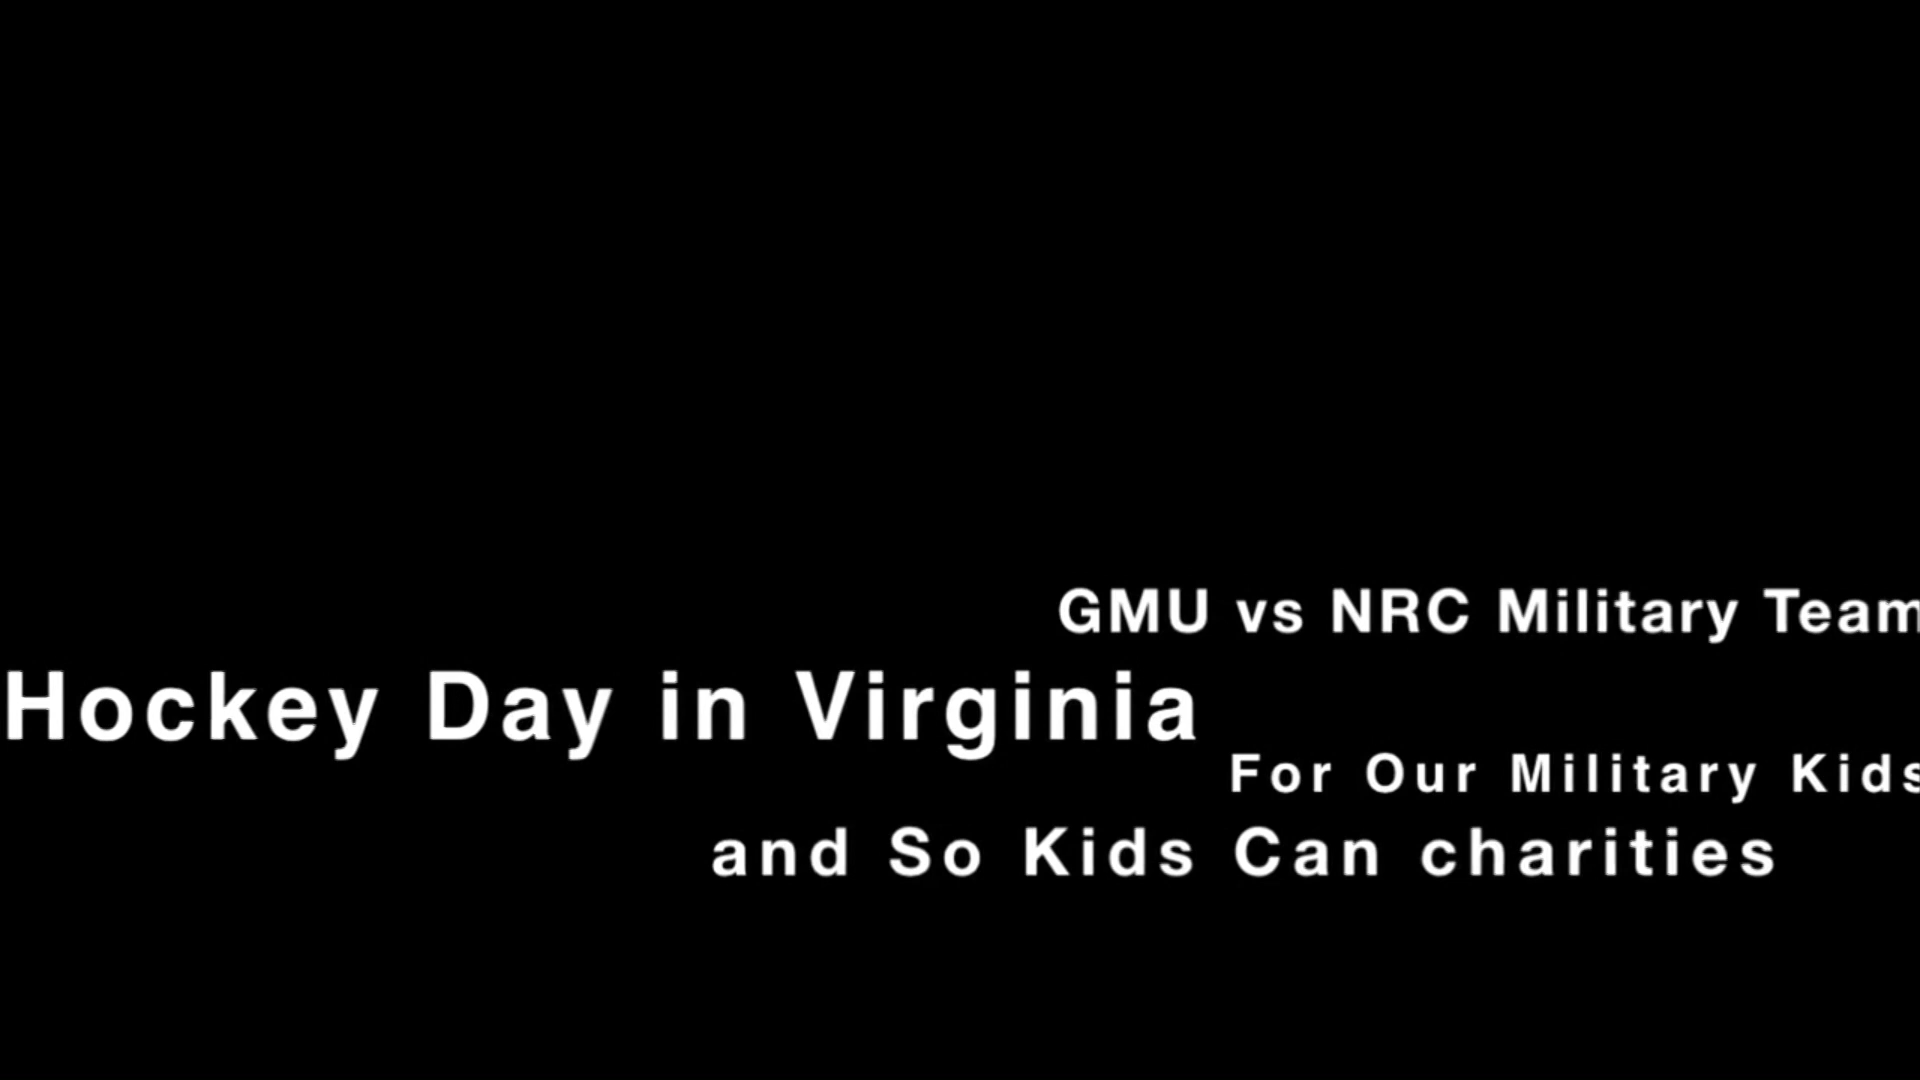 GMU vs NRC Military Team
Hockey Day in Virginia
For Our Military Kids
and So Kids Can charities